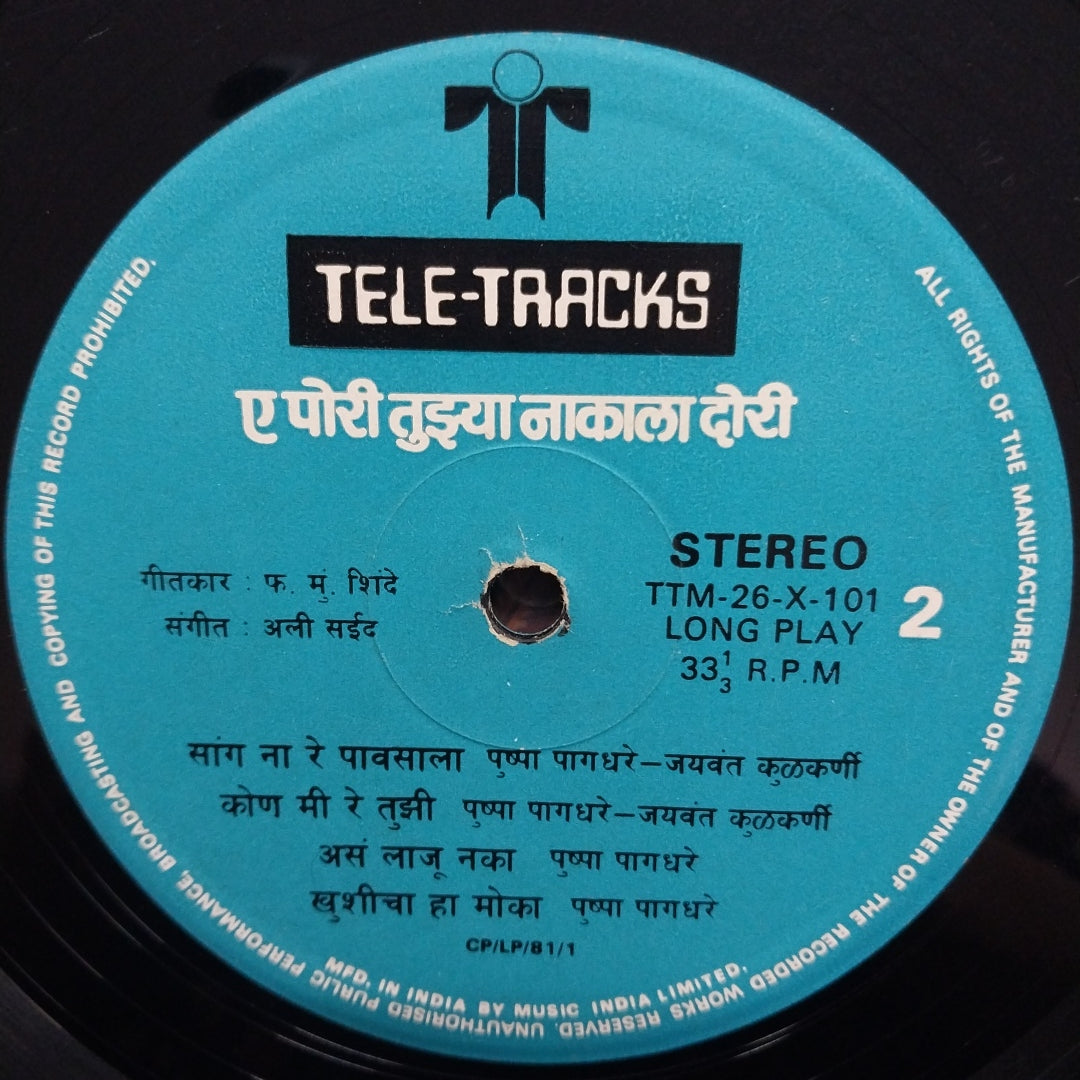 TELE-TRACKS
ए पोरी तुझ्या नाकाला दोरी
गीतकार : फ. मुं. शिंदे
संगीत : अली सईद
STEREO
TTM-26-X-101
LONG PLAY
33 1/3 R.P.M
2
सांग ना रे पावसाला पुष्पा पागधरे–जयवंत कुळकर्णी
कोण मी रे तुझी पुष्पा पागधरे–जयवंत कुळकर्णी
असं लाजू नका पुष्पा पागधरे
खुशीचा हा मोका पुष्पा पागधरे
CP/LP/81/1
MFD. IN INDIA BY MUSIC INDIA LIMITED.
ALL RIGHTS OF THE MANUFACTURER AND OF THE OWNER OF THE RECORDED WORKS RESERVED. UNAUTHORISED PUBLIC PERFORMANCE, BROADCASTING AND COPYING OF THIS RECORD PROHIBITED.